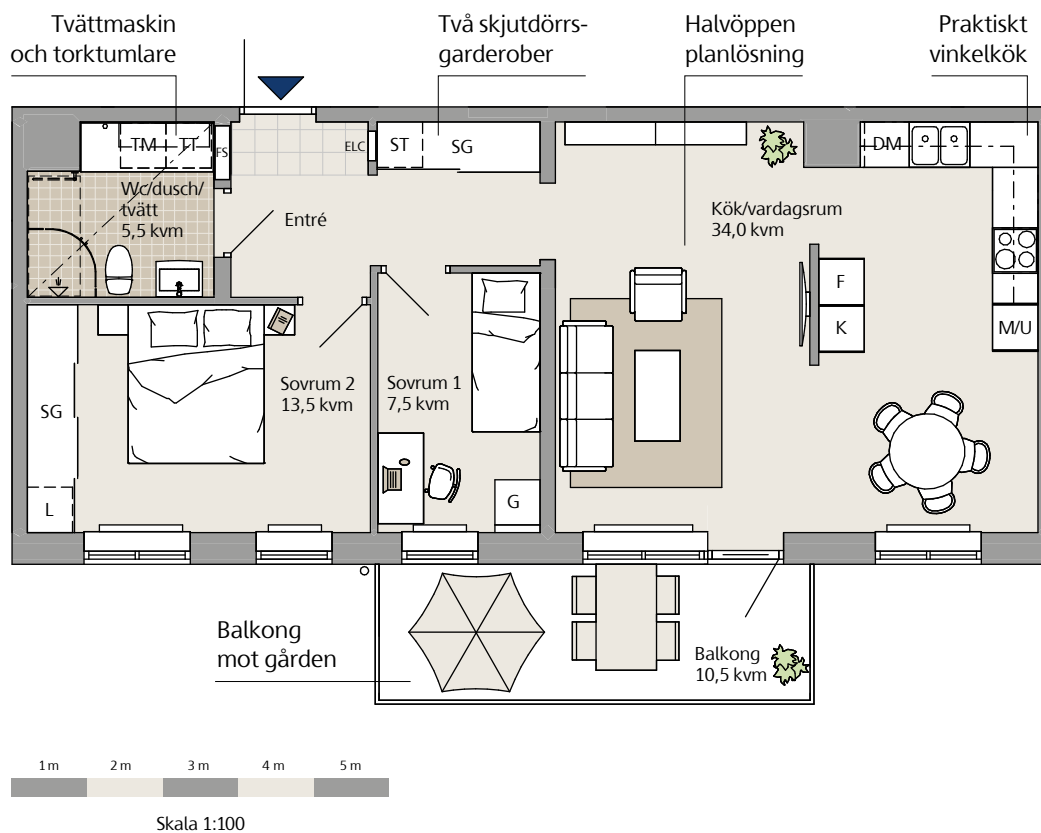 Tvättmaskin
och torktumlare
Två skjutdörrs-
garderober
Halvöppen
planlösning
Praktiskt
vinkelkök
TM
TT
FS
ELC
ST
SG
DM
Wc/dusch/
tvätt
5,5 kvm
Entré
Kök/vardagsrum
34,0 kvm
F
K
M/U
SG
L
Sovrum 2
13,5 kvm
Sovrum 1
7,5 kvm
G
Balkong
mot gården
Balkong
10,5 kvm
1 m
2 m
3 m
4 m
5 m
Skala 1:100